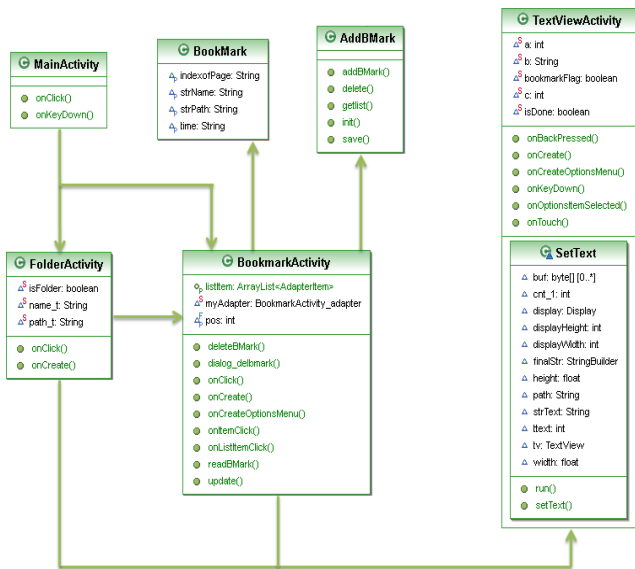 MainActivity
onClick()
onKeyDown()
BookMark
indexofPage: String
strName: String
strPath: String
time: String
AddBMark
addBMark()
delete()
getlist()
init()
save()
TextViewActivity
a: int
b: String
bookmarkFlag: boolean
c: int
isDone: boolean
onBackPressed()
onCreate()
onCreateOptionsMenu()
onKeyDown()
onOptionsItemSelected()
onTouch()
FolderActivity
isFolder: boolean
name_t: String
path_t: String
onClick()
onCreate()
BookmarkActivity
listItem: ArrayList<AdapterItem>
myAdapter: BookmarkActivity_adapter
pos: int
deleteBMark()
dialog_delbmark()
onClick()
onCreate()
onCreateOptionsMenu()
onItemClick()
onListItemClick()
readBMark()
update()
SetText
buf: byte[] [0..*]
cnt_1: int
display: Display
displayHeight: int
displayWidth: int
finalStr: StringBuilder
height: float
path: String
strText: String
ttext: int
tv: TextView
width: float
run()
setText()